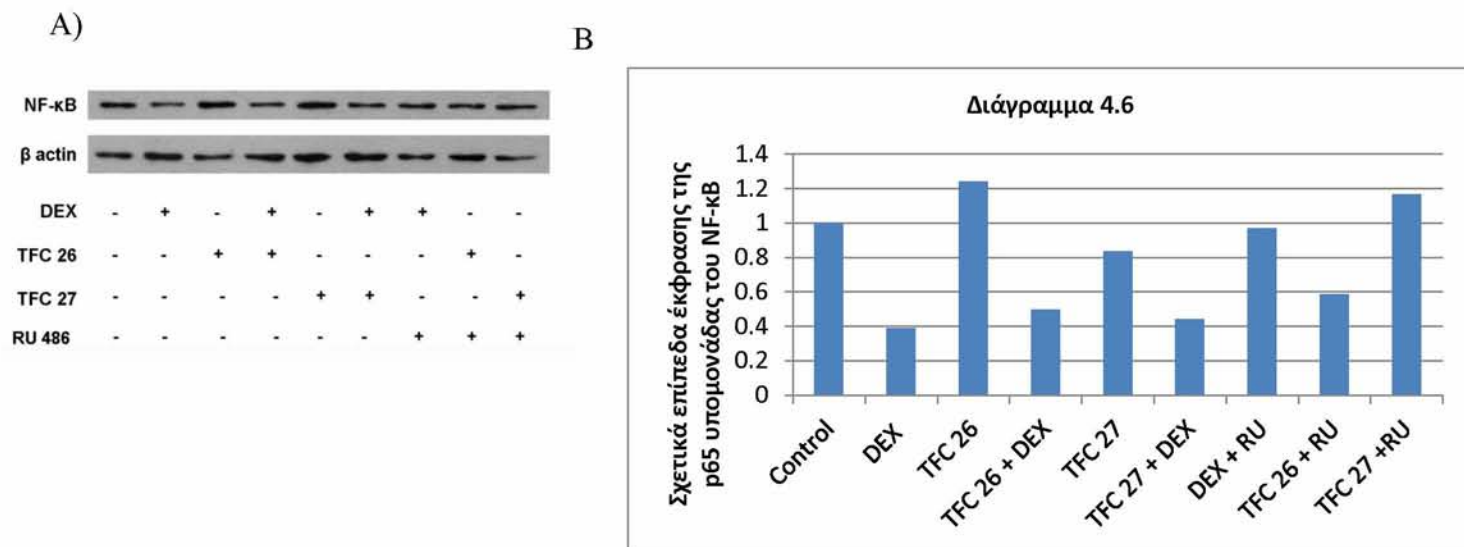 A)
NF-κB
β actin
DEX - + - + - + + - -
TFC 26 - - + + - - - + -
TFC 27 - - - - + + - - +
RU 486 - - - - - - + + +
B
Διάγραμμα 4.6
Σχετικά επίπεδα έκφρασης της
p65 υπομονάδας του NF-κB
1.4
1.2
1
0.8
0.6
0.4
0.2
0
Control
DEX
TFC 26
TFC 26 + DEX
TFC 27
TFC 27 + DEX
DEX + RU
TFC 26 + RU
TFC 27 +RU